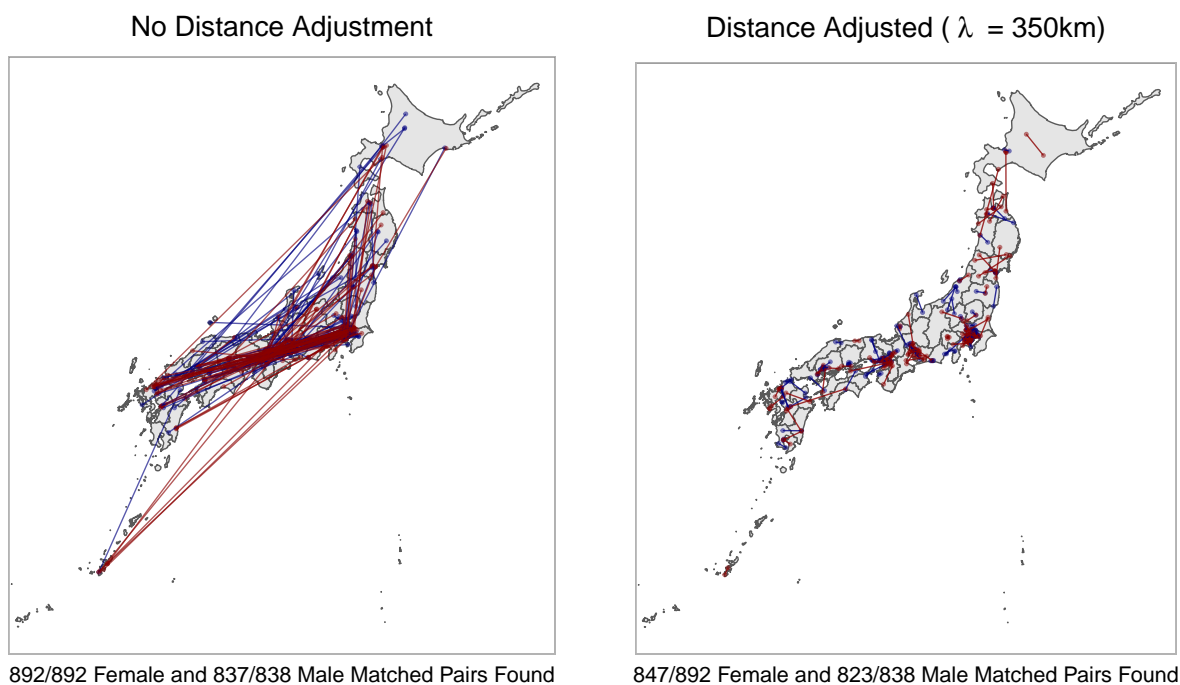 No Distance Adjustment
Distance Adjusted ( λ = 350km)
892/892 Female and 837/838 Male Matched Pairs Found
847/892 Female and 823/838 Male Matched Pairs Found